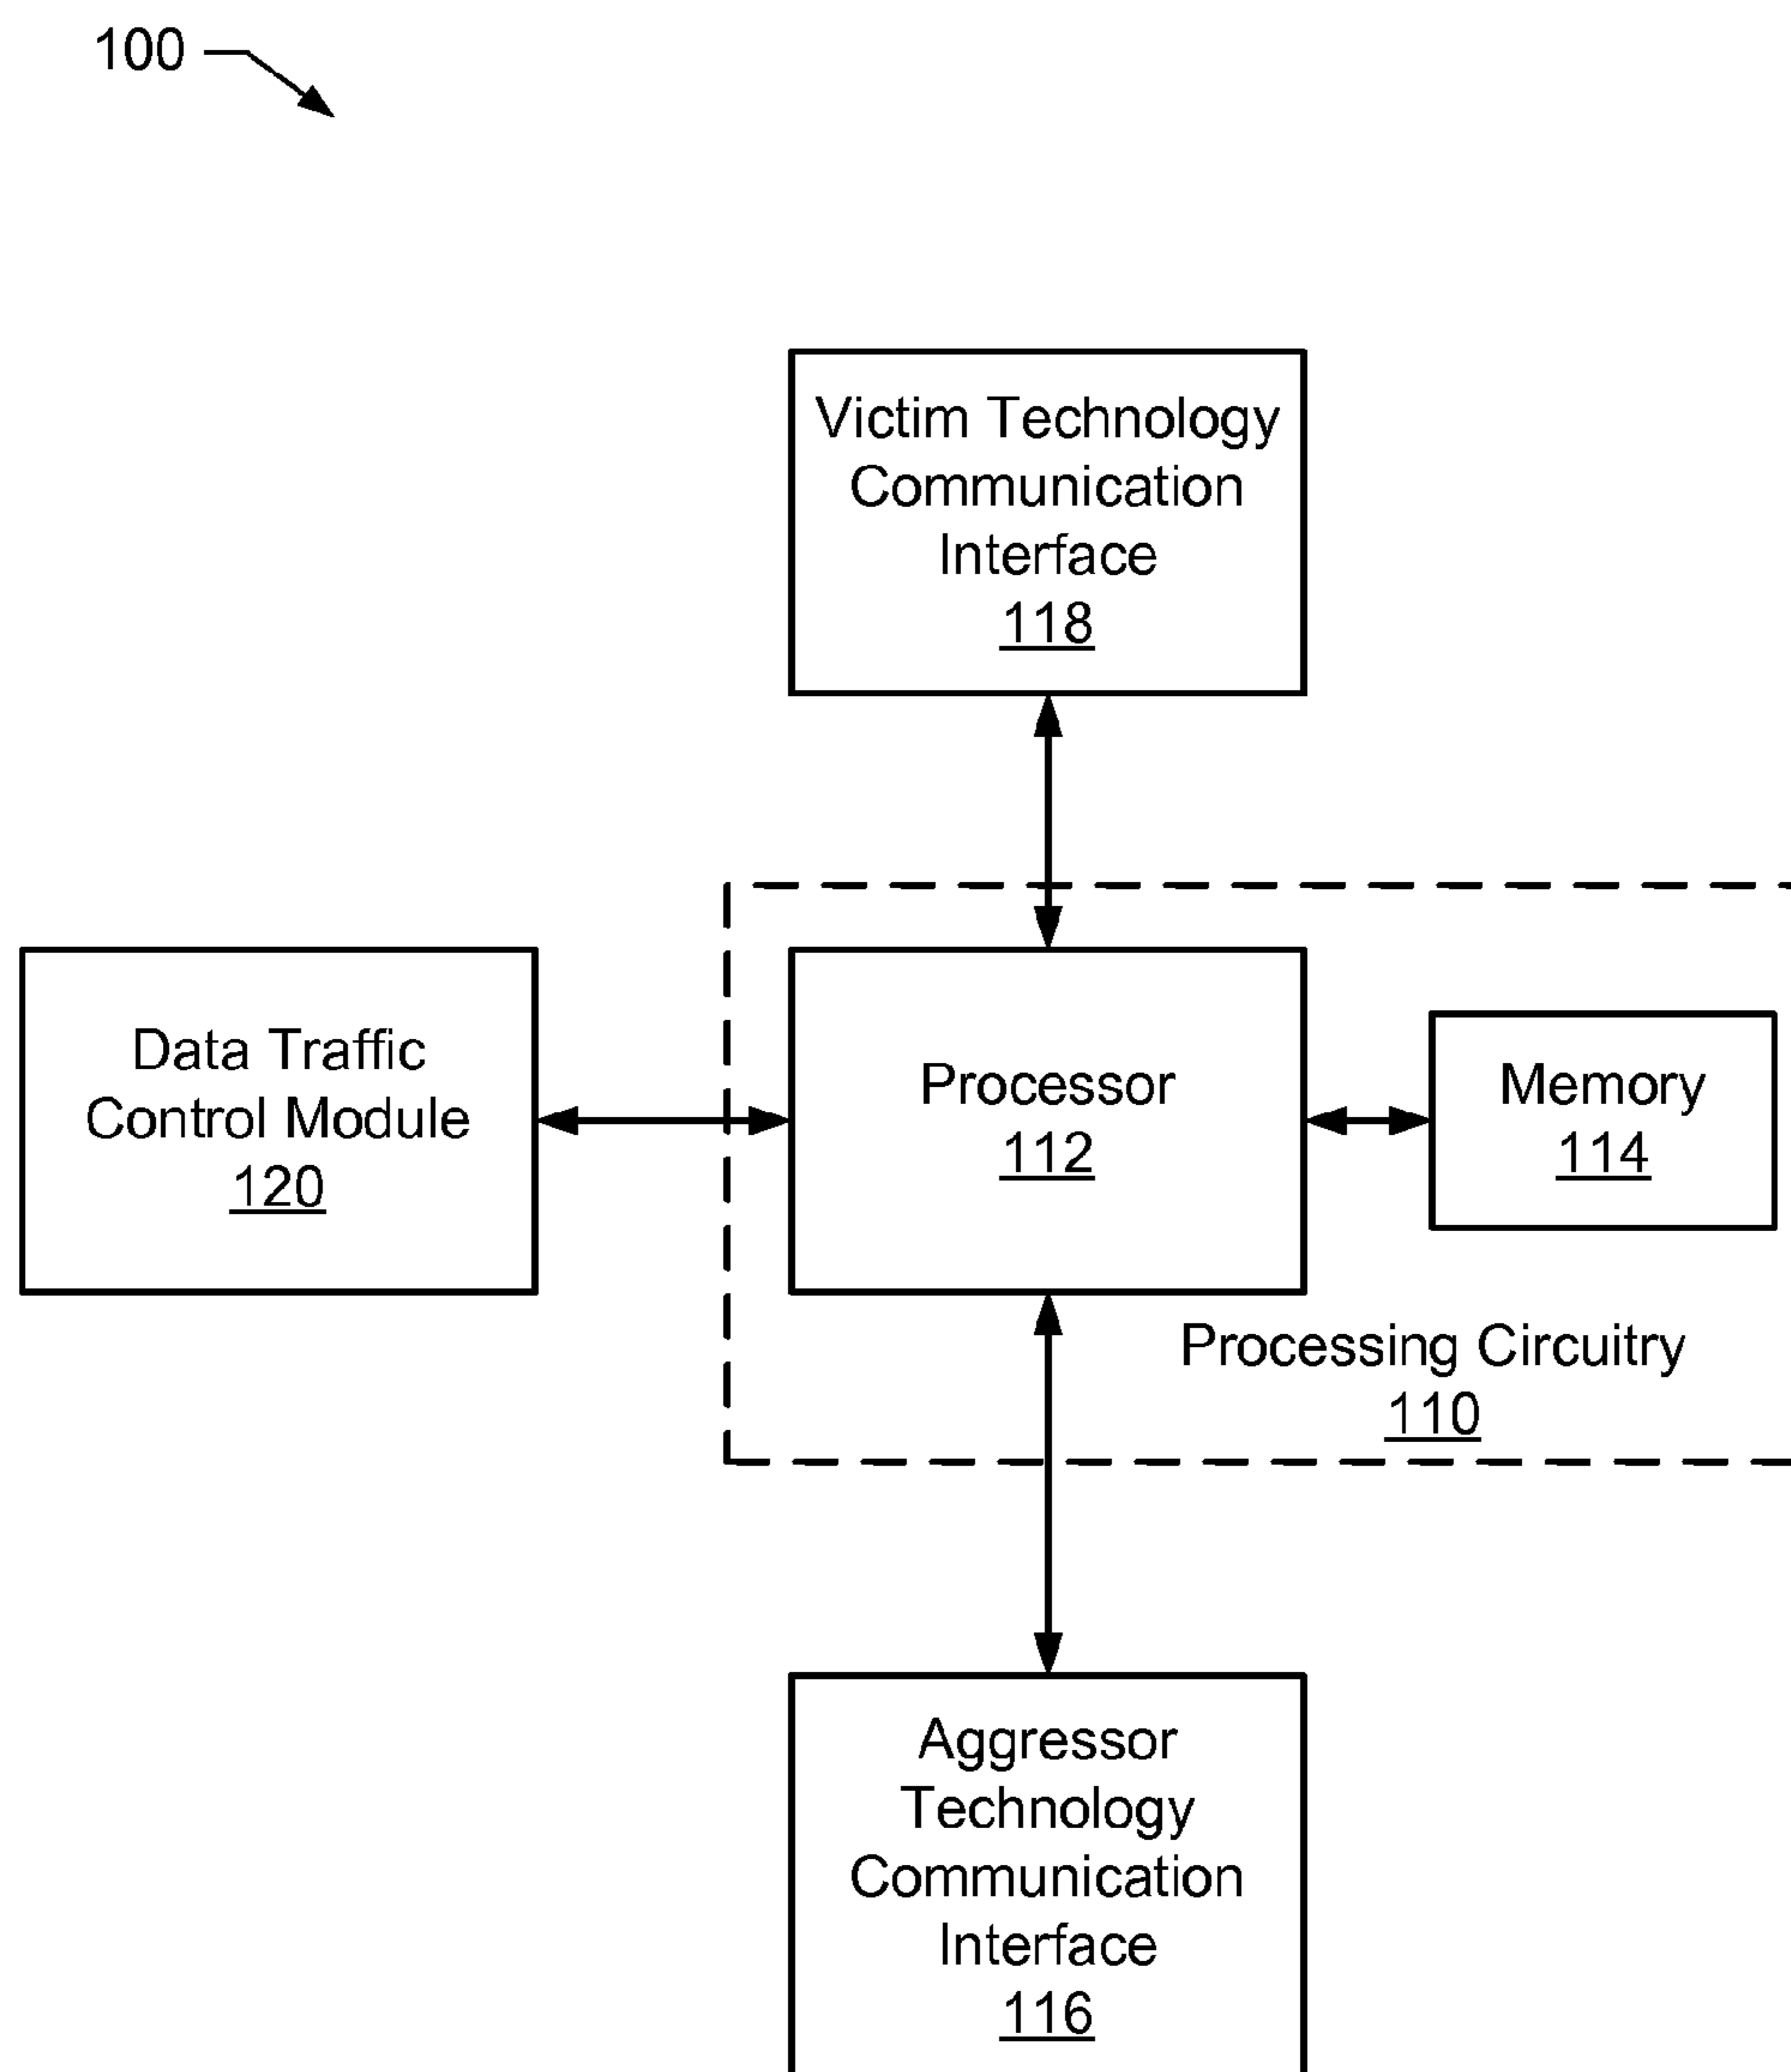 100
Victim Technology
Communication
Interface
118
Data Traffic
Control Module
120
Processor
112
Memory
114
Processing Circuitry
110
Aggressor
Technology
Communication
Interface
116